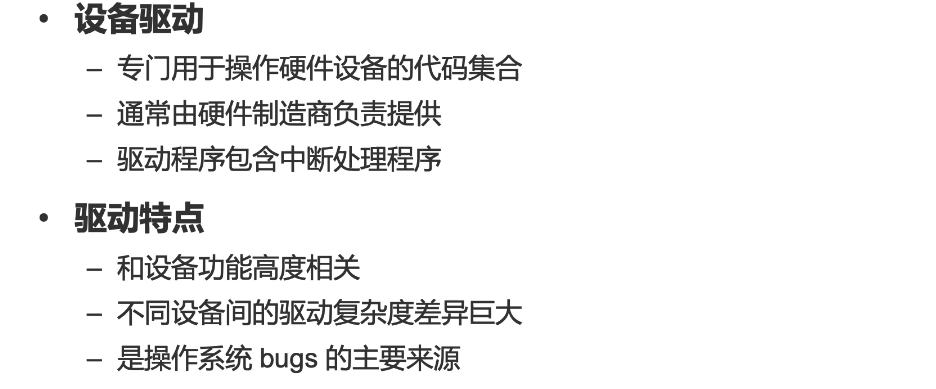 • 设备驱动
– 专门用于操作硬件设备的代码集合
– 通常由硬件制造商负责提供
– 驱动程序包含中断处理程序
• 驱动特点
– 和设备功能高度相关
– 不同设备间的驱动复杂度差异巨大
– 是操作系统 bugs 的主要来源